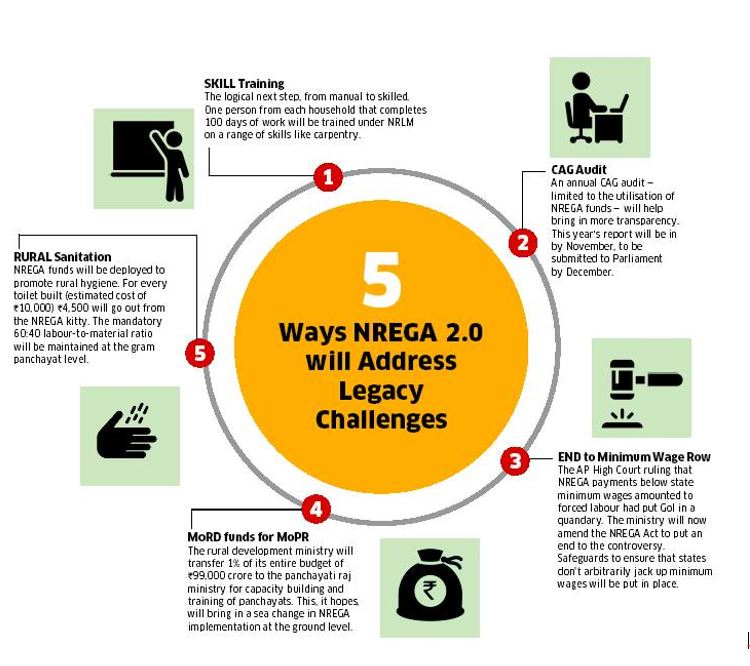 SKILL Training
The logical next step, from manual to skilled.
One person from each household that completes
100 days of work will be trained under NRLM
on a range of skills like carpentry.
1
CAG Audit
An annual CAG audit –
limited to the utilisation of
NREGA funds – will help
bring in more transparency.
This year's report will be in
by November, to be
submitted to Parliament
by December.
2
RURAL Sanitation
NREGA funds will be deployed to
promote rural hygiene. For every
toilet built (estimated cost of
₹10,000) ₹4,500 will go out from
the NREGA kitty. The mandatory
60:40 labour-to-material ratio
will be maintained at the gram
panchayat level.
5
5
Ways NREGA 2.0
will Address
Legacy
Challenges
3
END to Minimum Wage Row
The AP High Court ruling that
NREGA payments below state
minimum wages amounted to
forced labour had put GoI in a
quandary. The ministry will now
amend the NREGA Act to put an
end to the controversy.
Safeguards to ensure that states
don't arbitrarily jack up minimum
wages will be put in place.
4
MoRD funds for MoPR
The rural development ministry will
transfer 1% of its entire budget of
₹99,000 crore to the panchayati raj
ministry for capacity building and
training of panchayats. This, it hopes,
will bring in a sea change in NREGA
implementation at the ground level.
₹